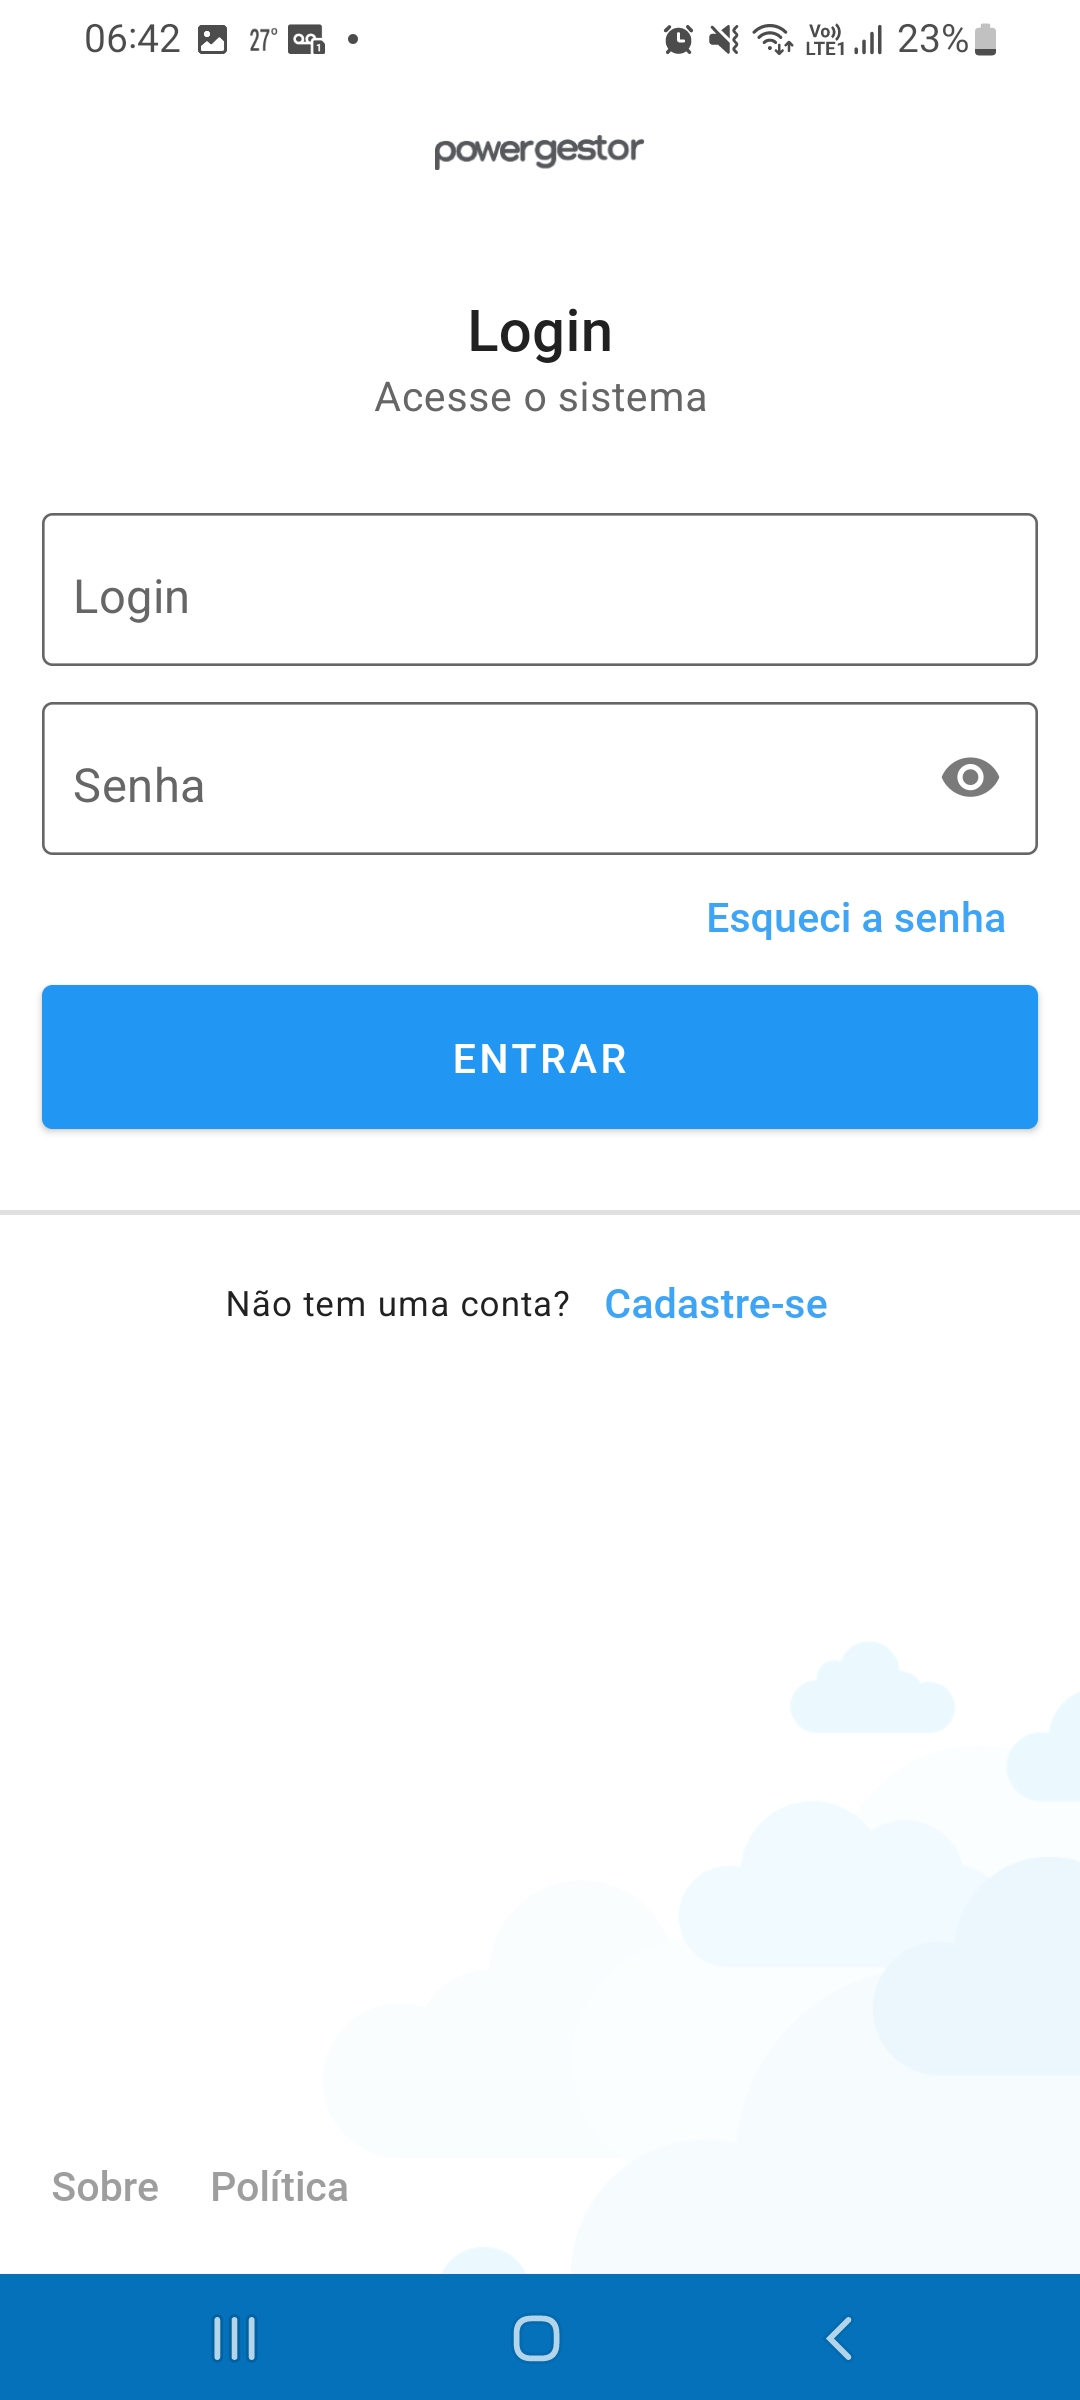 06:42 27° 1 Vo)) LTE1 23%
powergestor
Login
Acesse o sistema
Login
Senha
Esqueci a senha
ENTRAR
Não tem uma conta? Cadastre-se
Sobre Política